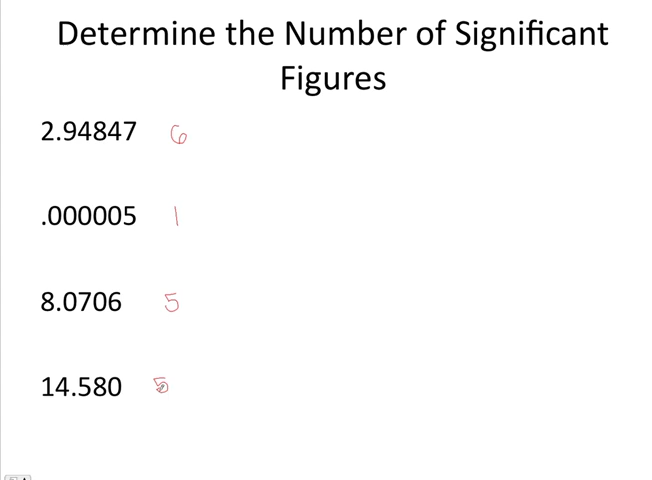 Determine the Number of Significant
Figures
2.94847 6
.000005 1
8.0706 5
14.580 5